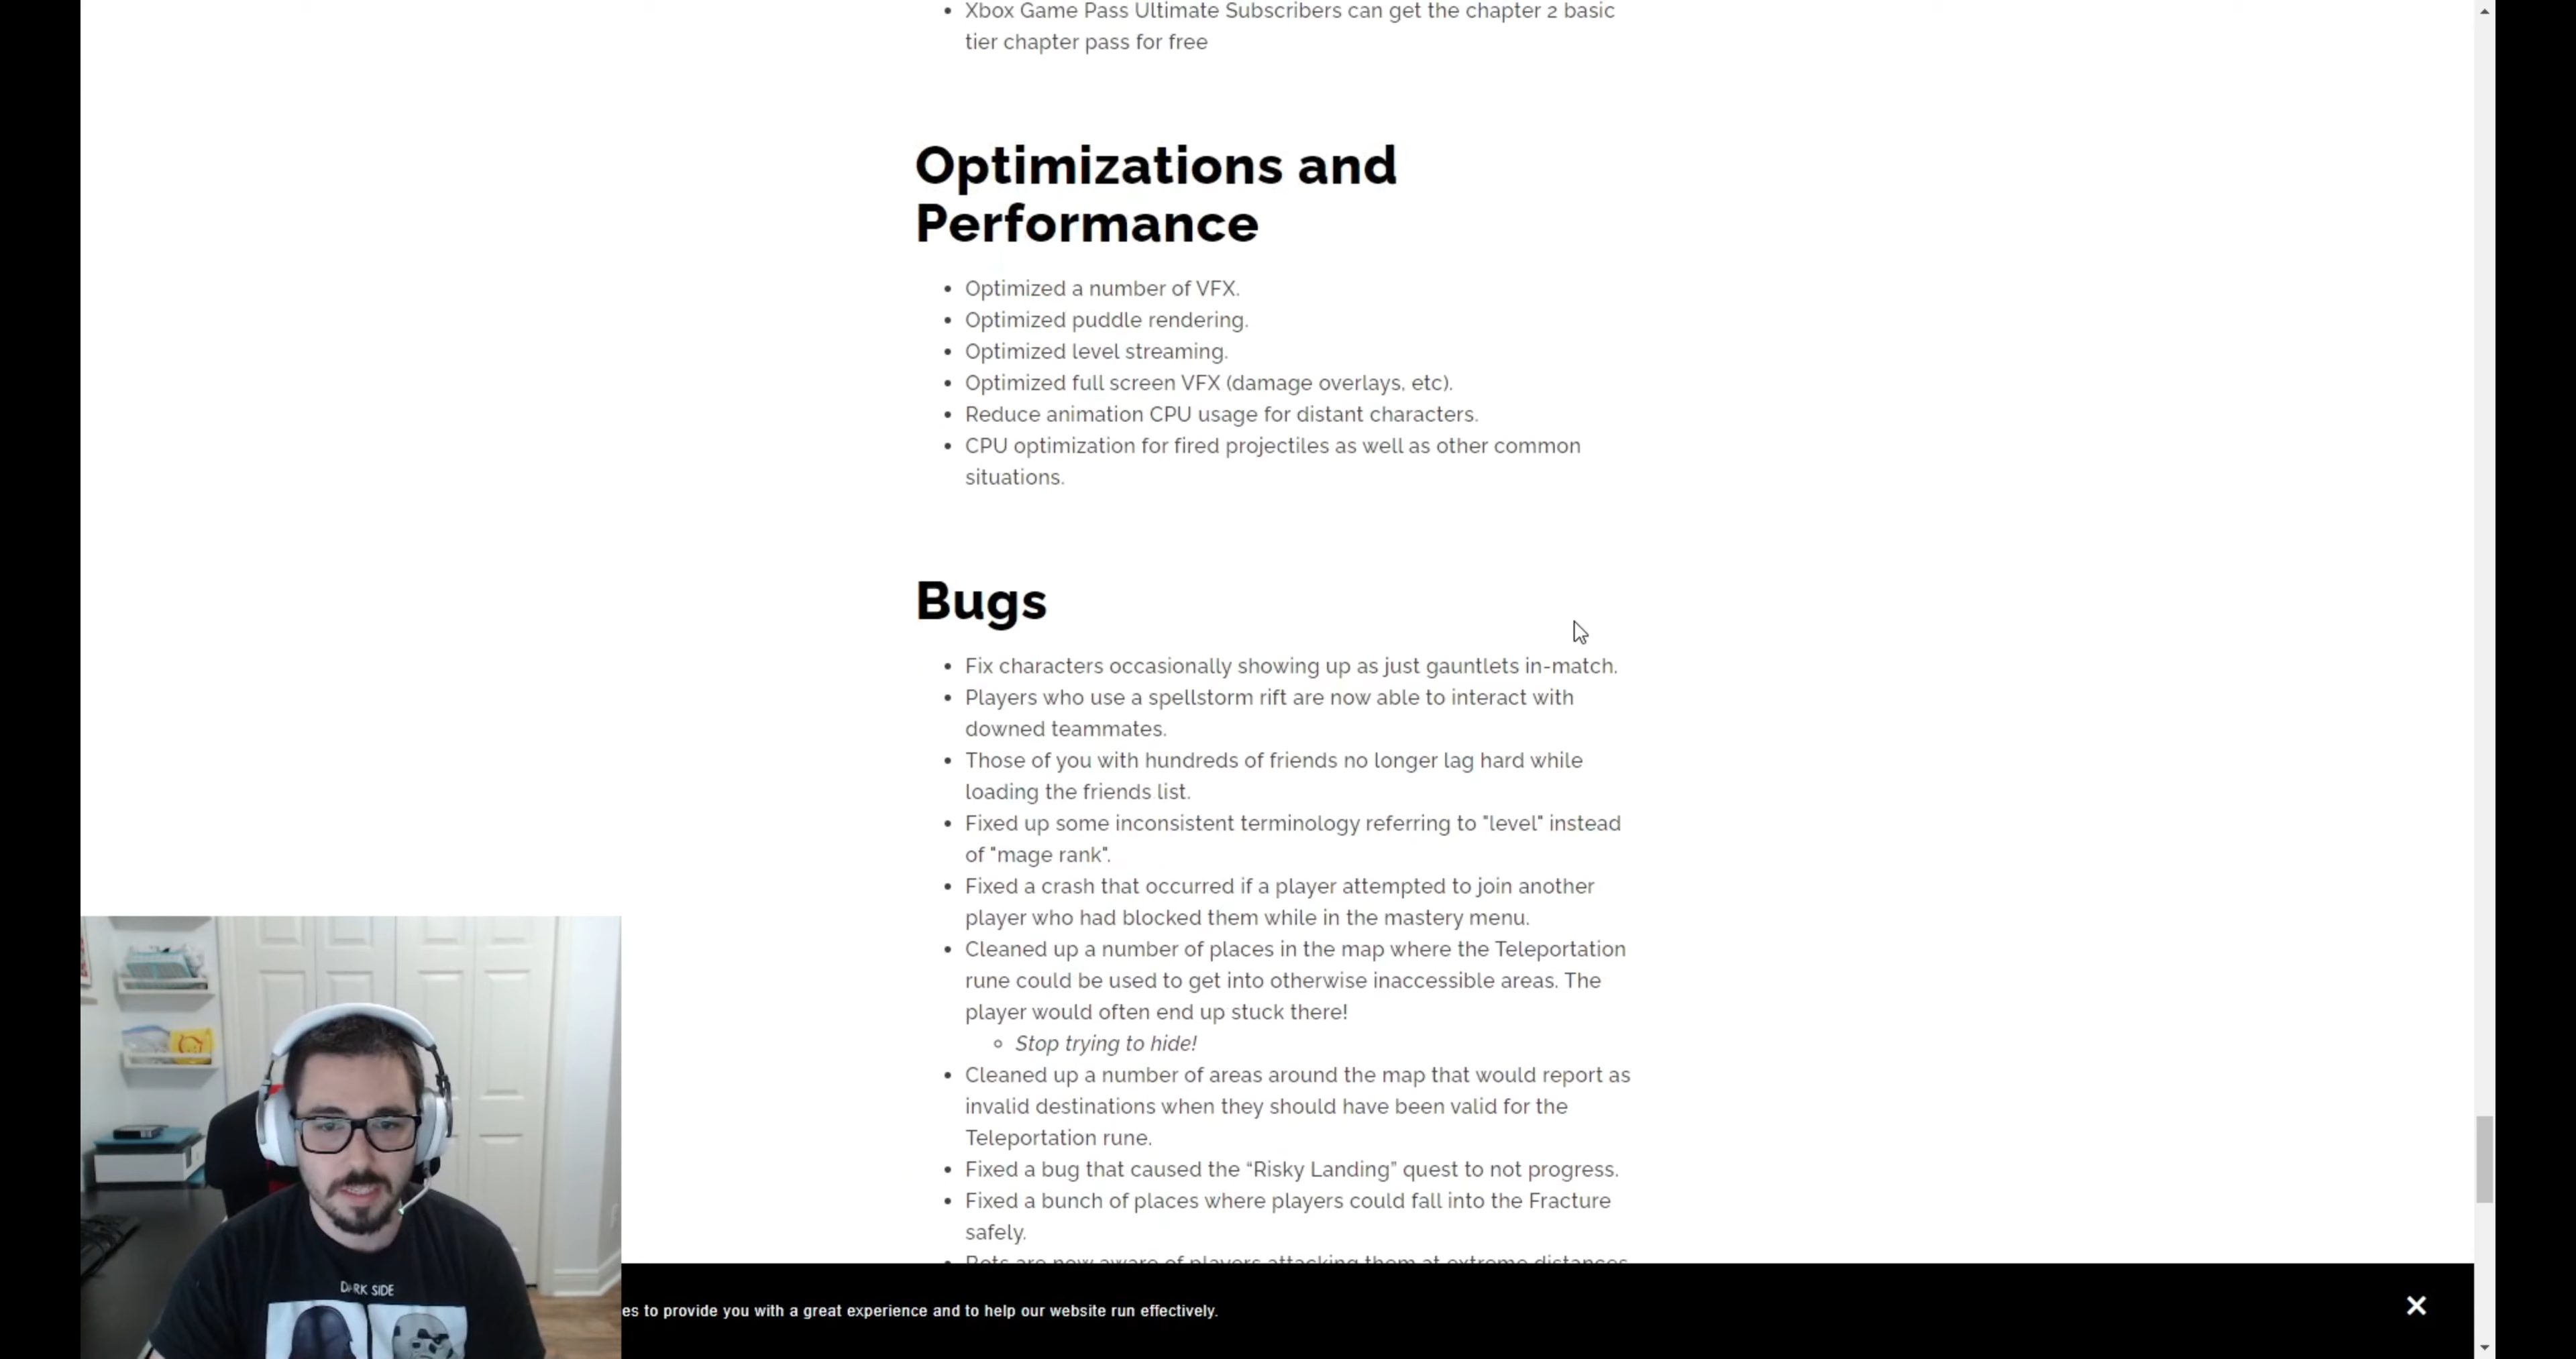 Xbox Game Pass Ultimate Subscribers can get the chapter 2 basic
tier chapter pass for free
Optimizations and
Performance
Optimized a number of VFX.
Optimized puddle rendering.
Optimized level streaming.
Optimized full screen VFX (damage overlays, etc).
Reduce animation CPU usage for distant characters.
CPU optimization for fired projectiles as well as other common
situations.
Bugs
Fix characters occasionally showing up as just gauntlets in-match.
Players who use a spellstorm rift are now able to interact with
downed teammates.
Those of you with hundreds of friends no longer lag hard while
loading the friends list.
Fixed up some inconsistent terminology referring to "level" instead
of "mage rank".
Fixed a crash that occurred if a player attempted to join another
player who had blocked them while in the mastery menu.
Cleaned up a number of places in the map where the Teleportation
rune could be used to get into otherwise inaccessible areas. The
player would often end up stuck there!
Stop trying to hide!
Cleaned up a number of areas around the map that would report as
invalid destinations when they should have been valid for the
Teleportation rune.
Fixed a bug that caused the “Risky Landing” quest to not progress.
Fixed a bunch of places where players could fall into the Fracture
safely.
Bots are now aware of players attacking them at extreme distances
es to provide you with a great experience and to help our website run effectively.
DARK SIDE